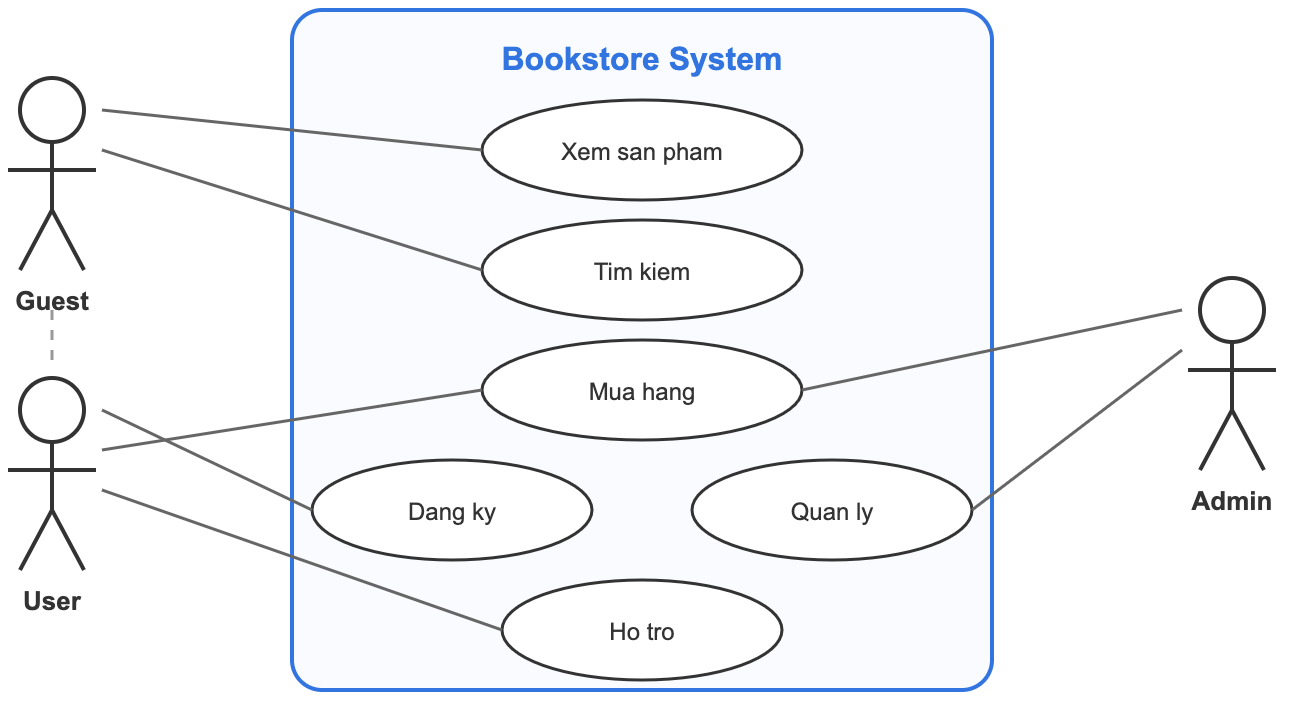 Bookstore System
Xem san pham
Tim kiem
Guest
Mua hang
Dang ky
Quan ly
Admin
User
Ho tro